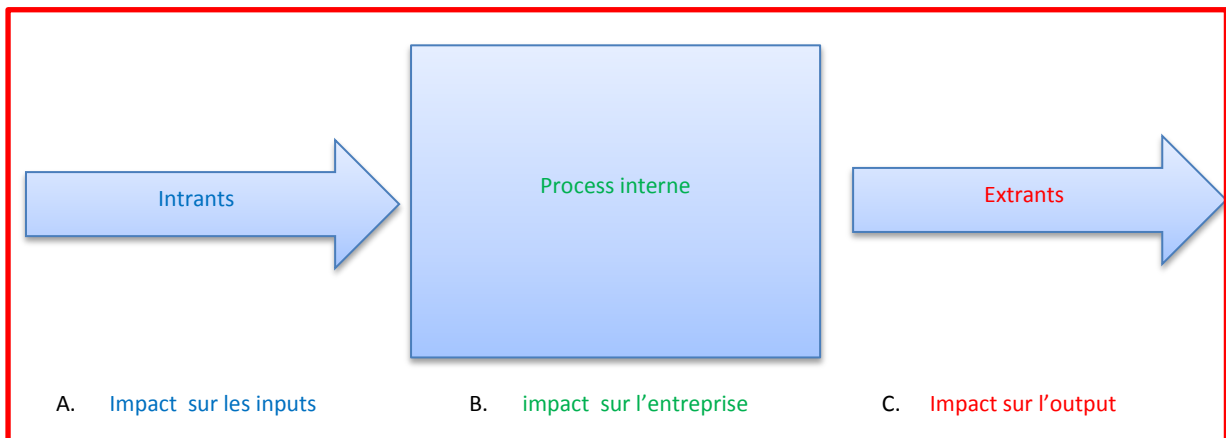 Intrants
Process interne
Extrants
A. Impact sur les inputs
B. impact sur l'entreprise
C. Impact sur l'output